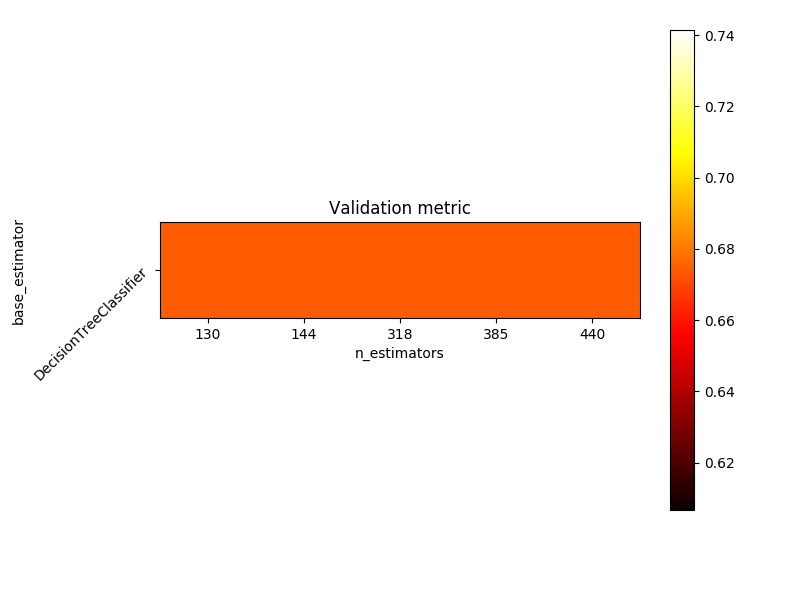 Validation metric
base_estimator
DecisionTreeClassifier
130 144 318 385 440
n_estimators
0.74
0.72
0.70
0.68
0.66
0.64
0.62